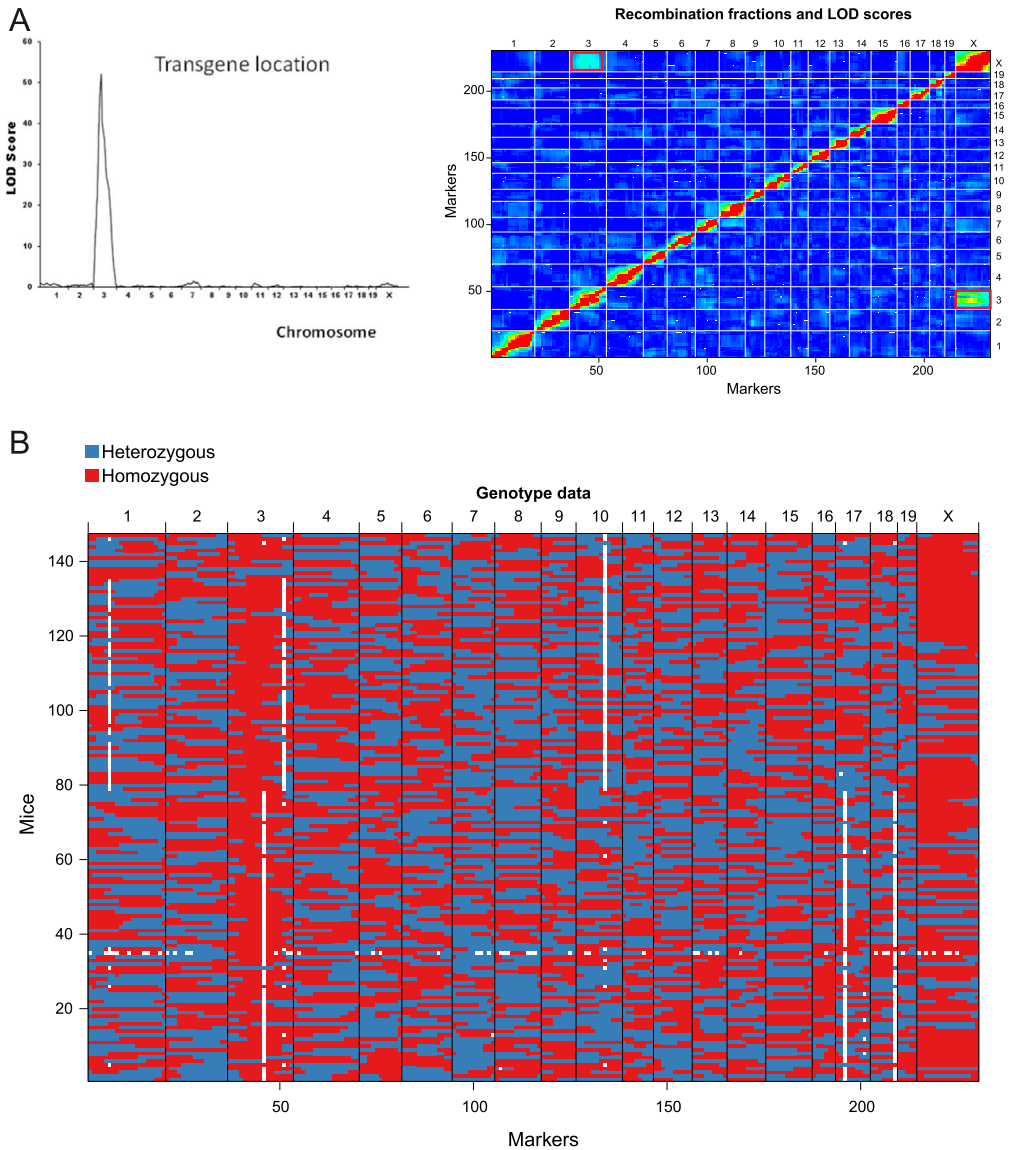 A
Transgene location
60
50
40
30
20
10
0
LOD Score
1 2 3 4 5 6 7 8 9 10 11 12 13 14 15 16 17 18 19 X
Chromosome
Recombination fractions and LOD scores
1 2 3 4 5 6 7 8 9 10 11 12 13 14 15 16 17 18 19 X
200
150
100
50
Markers
X
19
18
17
16
15
14
13
12
11
10
9
8
7
6
5
4
3
2
1
50 100 150 200
Markers
B
Heterozygous
Homozygous
Genotype data
1 2 3 4 5 6 7 8 9 10 11 12 13 14 15 16 17 18 19 X
140
120
100
80
60
40
20
Mice
50 100 150 200
Markers